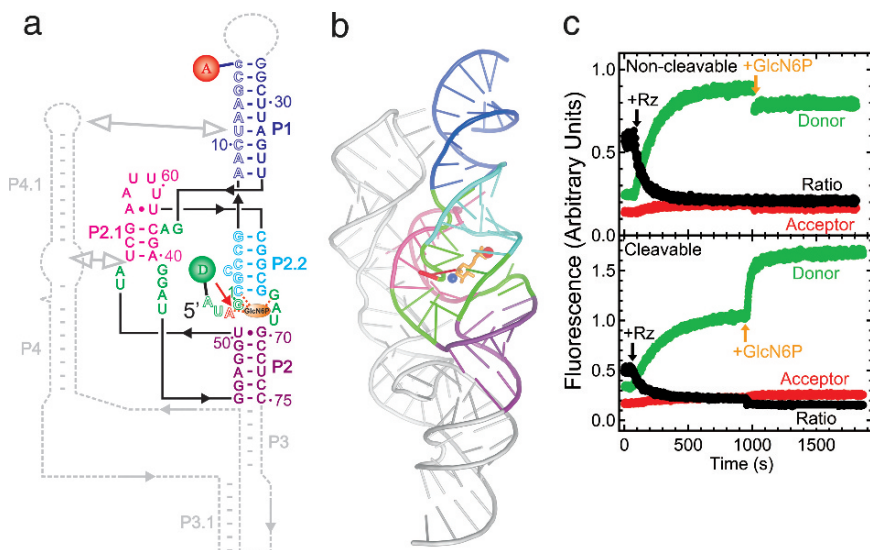 a
b
c
A
C G
C G
G C
A U
A U ·30
U A P1
10· C G
A U
A U
P4.1
U 60
A U
A U
A • U
P2.1 G C A G
C G
U A
40
A U
G
G
A
U
P2.2
D
5'
A U A
GlcN6P
G
A
U
50 U • G 70
G C
G C P2
A U
G C
G C ·75
P4
P3
P3.1
Fluorescence (Arbitrary Units)
1.0
0.5
0.0
Non-cleavable
+GlcN6P
+Rz
Donor
Ratio
Acceptor
1.5
1.0
0.5
0.0
Cleavable
Donor
+Rz
+GlcN6P
Acceptor
Ratio
0 500 1000 1500
Time (s)